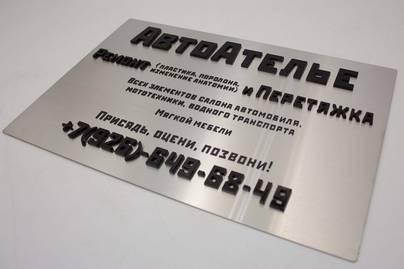 АвтоАтелье
Ремонт (пластика, поролона, изменение анатомии) и Перетяжка
Всех элементов салона автомобиля,
мототехники, водного транспорта
Мягкой мебели
Присядь, оцени, позвони!
+7(926)-649-68-49